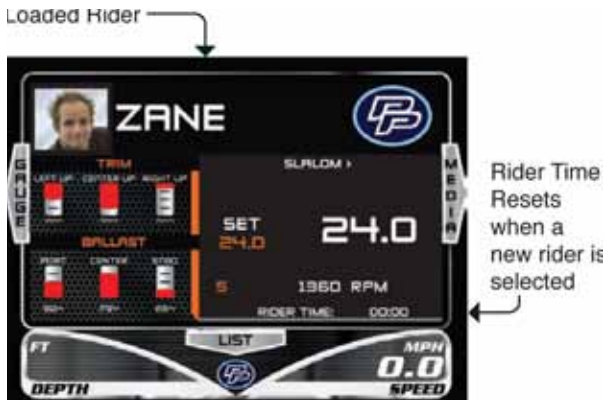 Loaded Rider
ZANE
PP
GAUGE
TRIM
LEFT UP CENTER UP RIGHT UP
BALLAST
PORT CENTER STBD
SLALOM ›
SET
24.0
24.0
S 1360 RPM
RIDER TIME: 00:00
MEDIA
LIST
FT
DEPTH
MPH
0.0
SPEED
Rider Time
Resets
when a
new rider is
selected